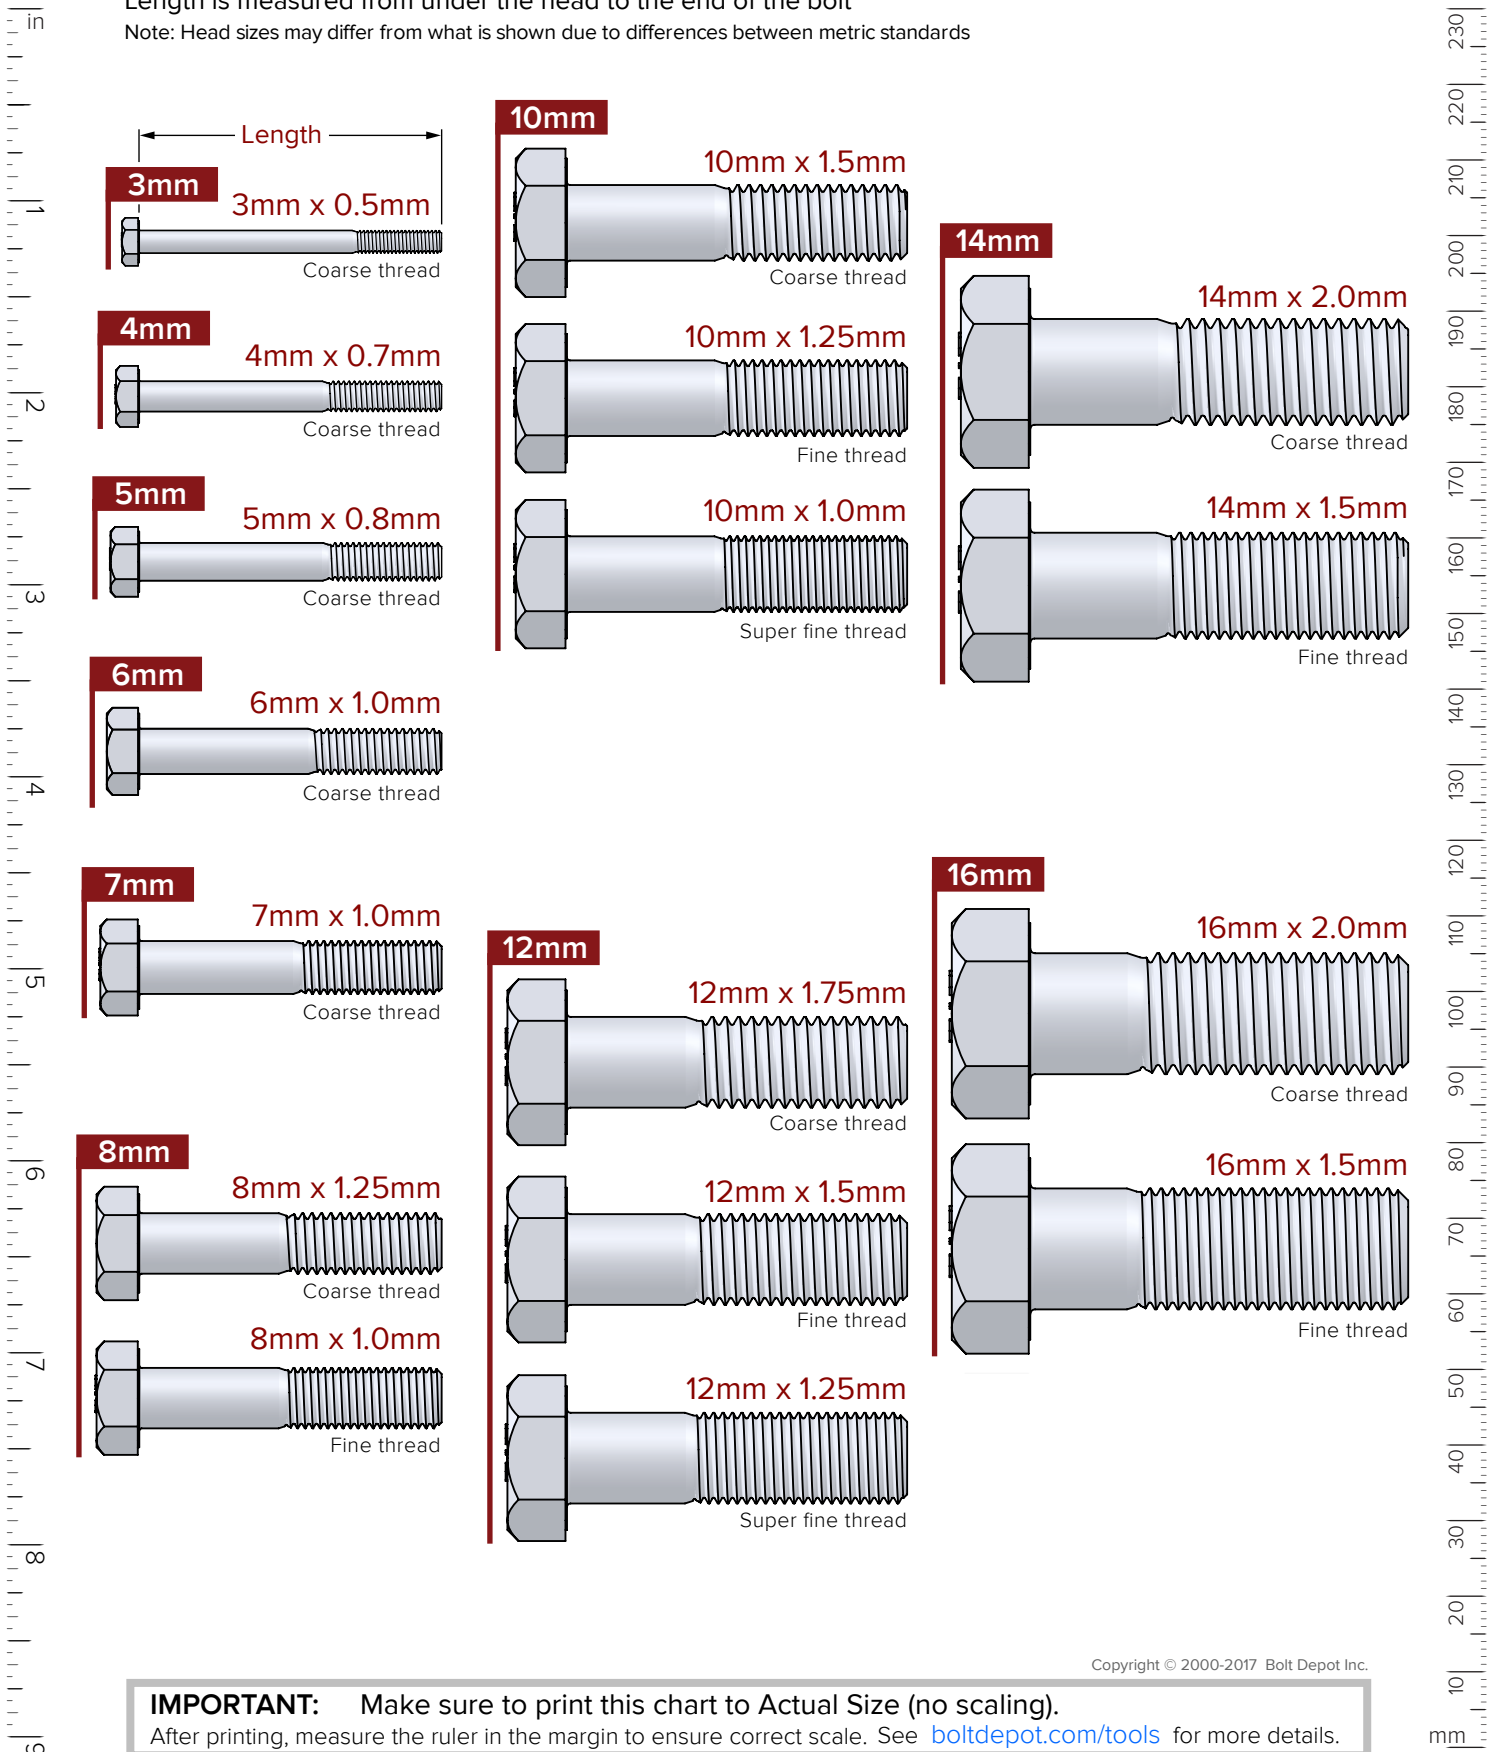 Length is measured from under the head to the end of the bolt
Note: Head sizes may differ from what is shown due to differences between metric standards
in
1
2
3
4
5
6
7
8
9
Length
3mm
3mm x 0.5mm
Coarse thread
4mm
4mm x 0.7mm
Coarse thread
5mm
5mm x 0.8mm
Coarse thread
6mm
6mm x 1.0mm
Coarse thread
7mm
7mm x 1.0mm
Coarse thread
8mm
8mm x 1.25mm
Coarse thread
8mm x 1.0mm
Fine thread
10mm
10mm x 1.5mm
Coarse thread
10mm x 1.25mm
Fine thread
10mm x 1.0mm
Super fine thread
12mm
12mm x 1.75mm
Coarse thread
12mm x 1.5mm
Fine thread
12mm x 1.25mm
Super fine thread
14mm
14mm x 2.0mm
Coarse thread
14mm x 1.5mm
Fine thread
16mm
16mm x 2.0mm
Coarse thread
16mm x 1.5mm
Fine thread
230
220
210
200
190
180
170
160
150
140
130
120
110
100
90
80
70
60
50
40
30
20
10
mm
Copyright © 2000-2017 Bolt Depot Inc.
IMPORTANT: Make sure to print this chart to Actual Size (no scaling).
After printing, measure the ruler in the margin to ensure correct scale. See boltdepot.com/tools for more details.